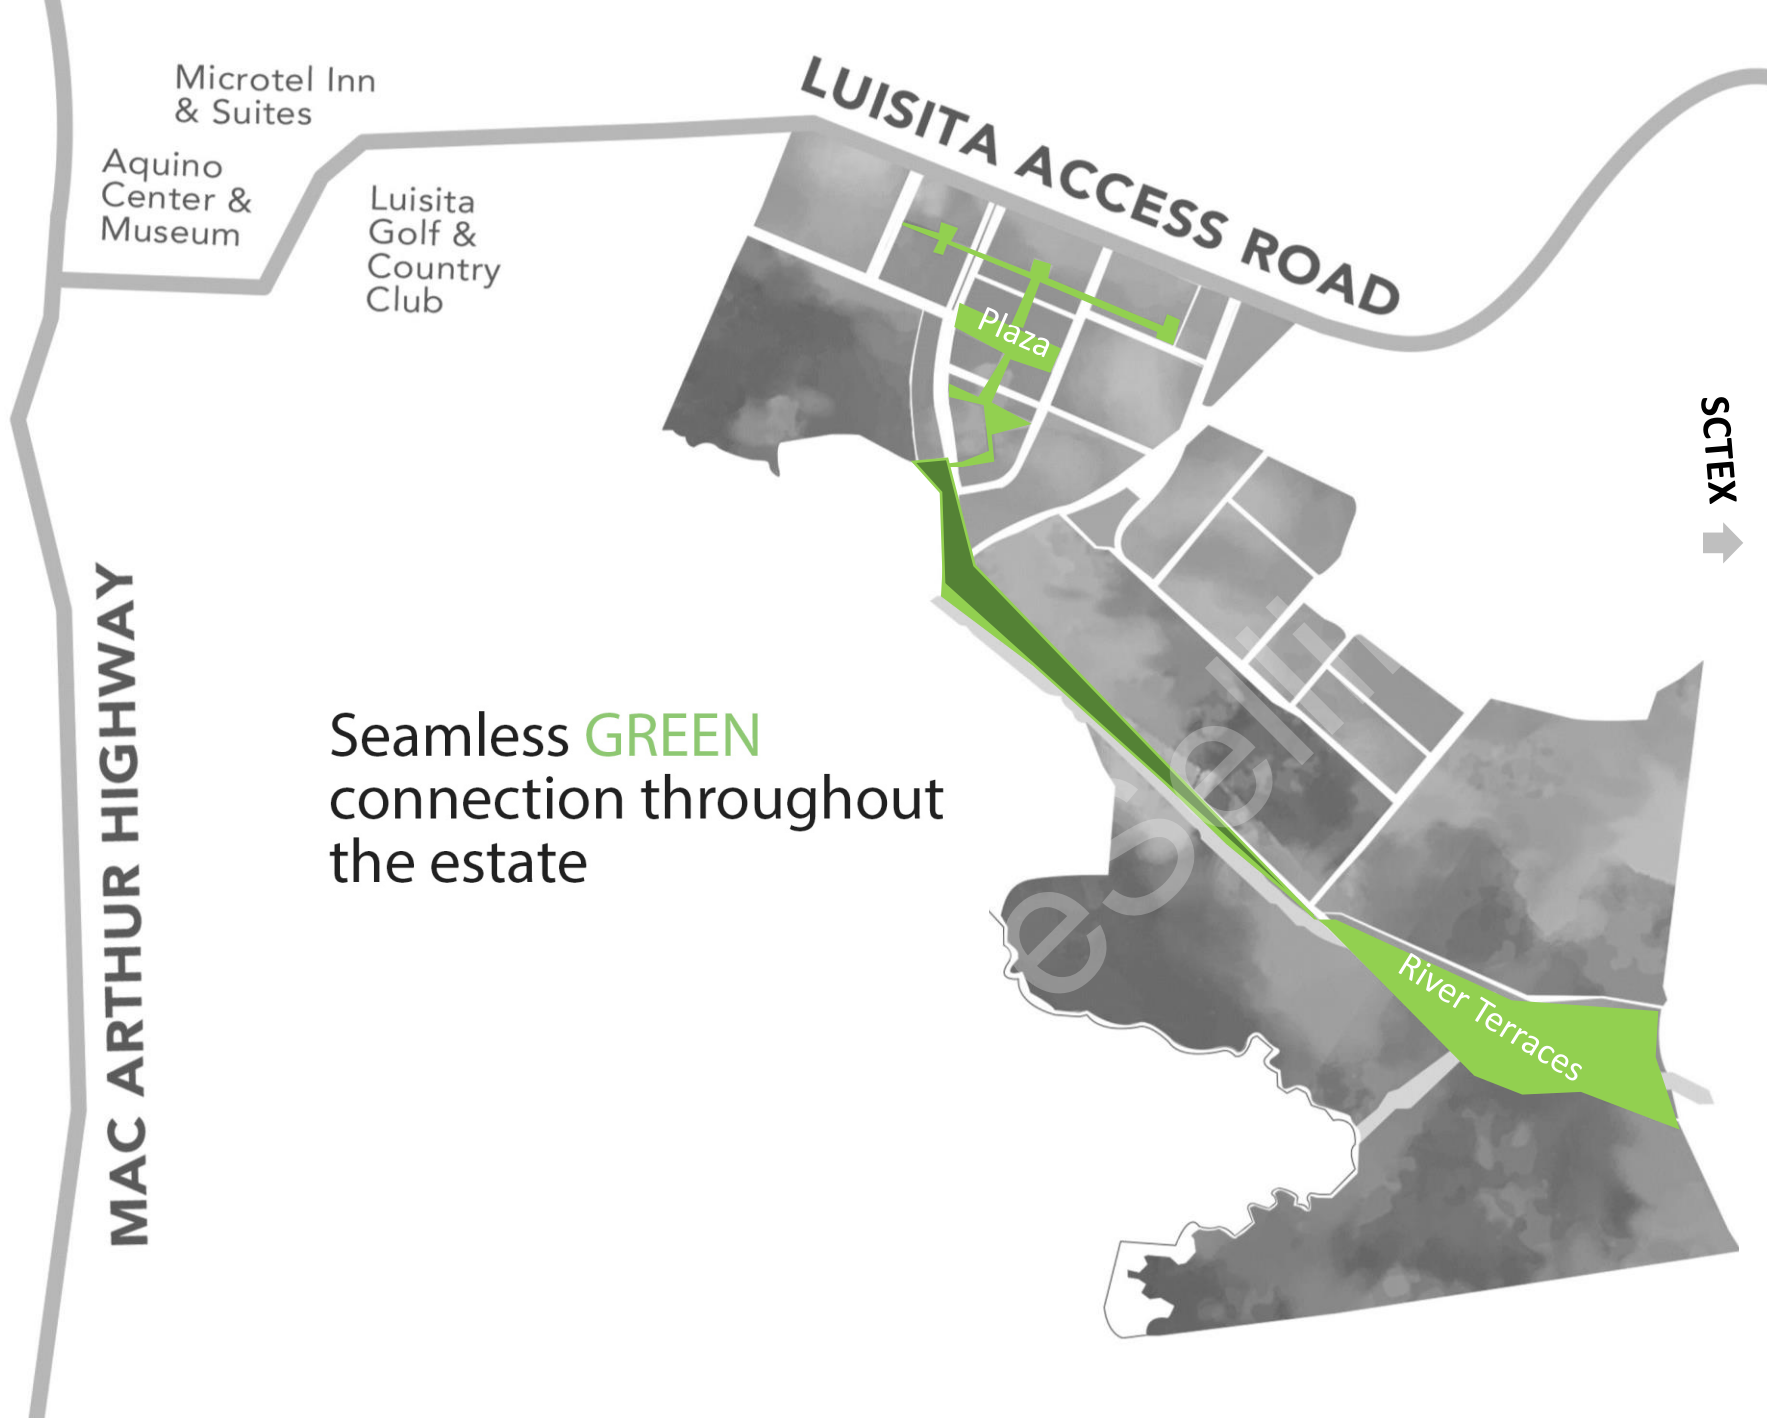 Microtel Inn
& Suites
Aquino
Center &
Museum
Luisita
Golf &
Country
Club
LUISITA ACCESS ROAD
Plaza
SCTEX
MAC ARTHUR HIGHWAY
Seamless GREEN
connection throughout
the estate
River Terraces